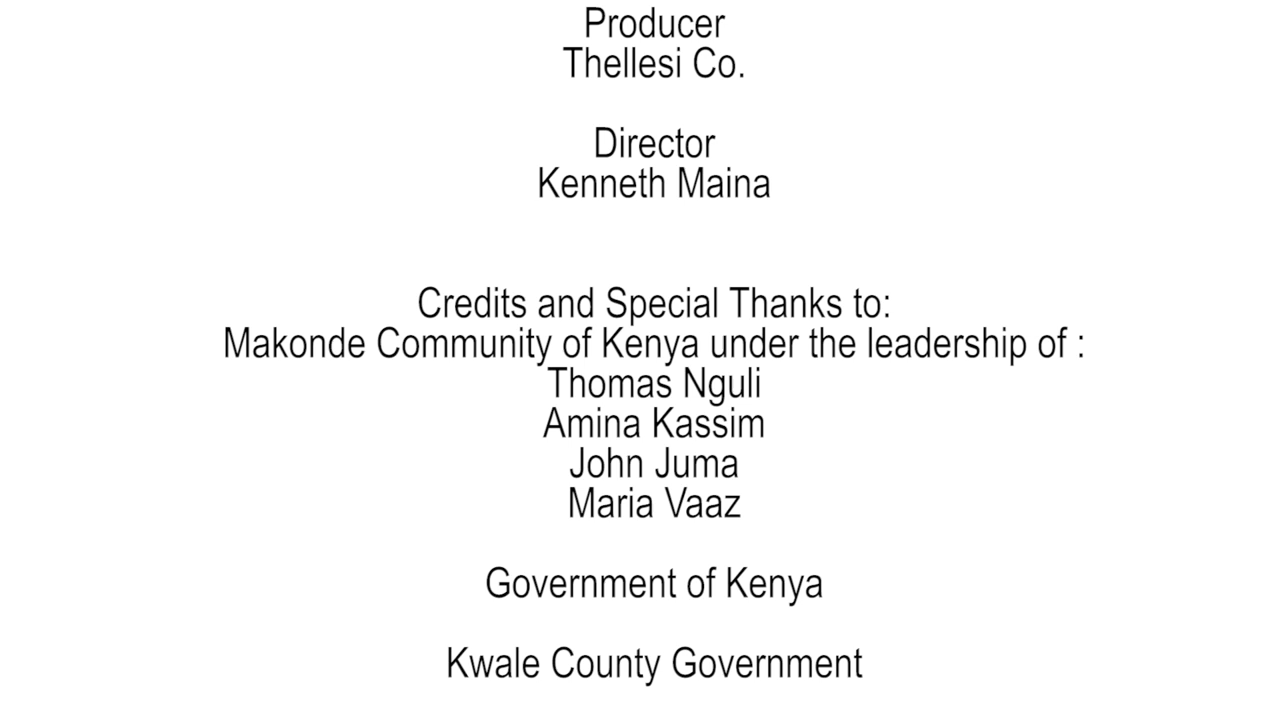 Producer
Thellesi Co.
Director
Kenneth Maina
Credits and Special Thanks to:
Makonde Community of Kenya under the leadership of :
Thomas Nguli
Amina Kassim
John Juma
Maria Vaaz
Government of Kenya
Kwale County Government